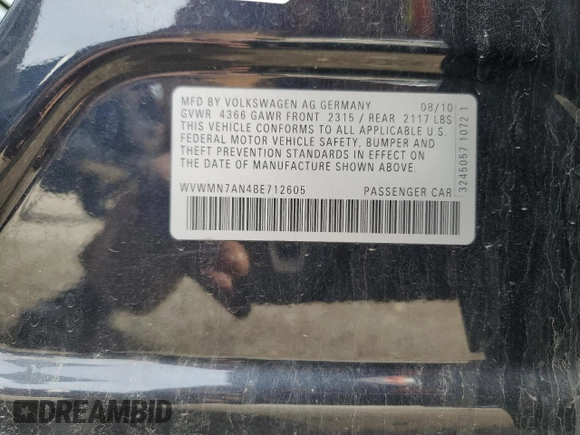 MFD BY VOLKSWAGEN AG GERMANY 08/10
GVWR 4366 GAWR FRONT 2315 / REAR 2117 LBS
THIS VEHICLE CONFORMS TO ALL APPLICABLE U.S.
FEDERAL MOTOR VEHICLE SAFETY, BUMPER AND
THEFT PREVENTION STANDARDS IN EFFECT ON
THE DATE OF MANUFACTURE SHOWN ABOVE.
WVWMN7AN4BE712605 PASSENGER CAR
3245057 1072 1
DREAMBID